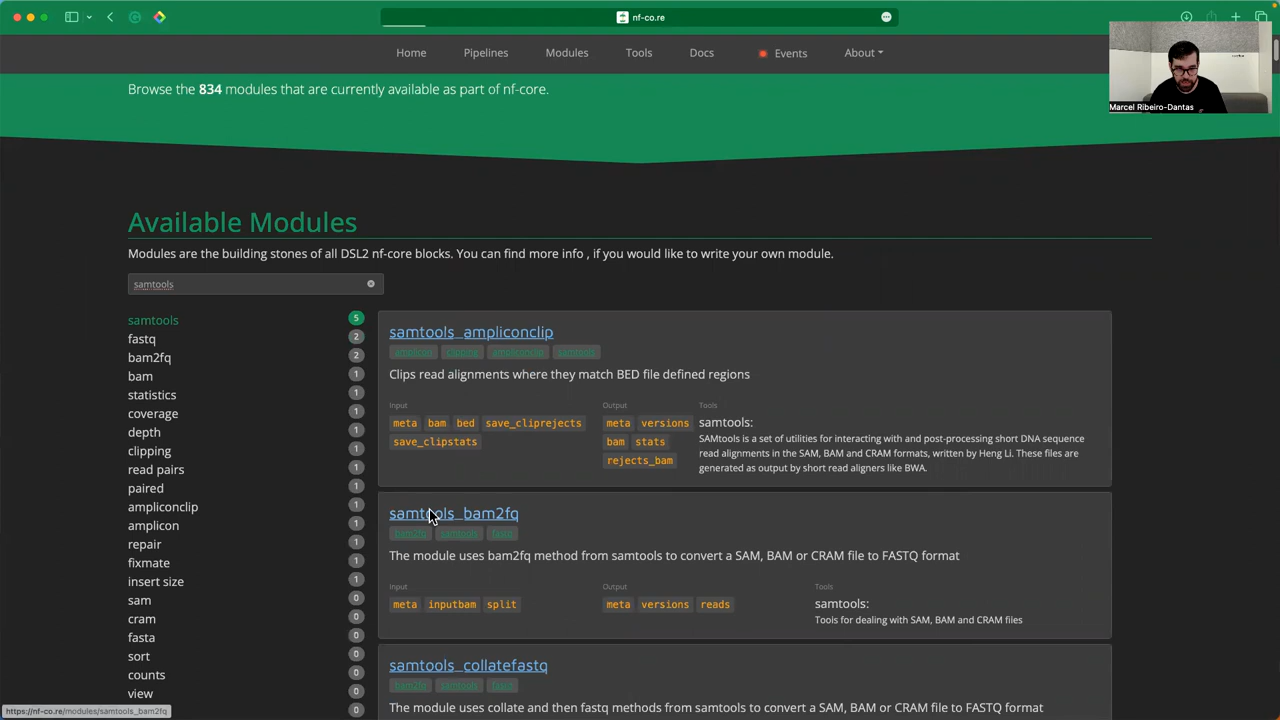 nf-co.re
Home Pipelines Modules Tools Docs Events About
Marcel Ribeiro-Dantas
Browse the 834 modules that are currently available as part of nf-core.
Available Modules
Modules are the building stones of all DSL2 nf-core blocks. You can find more info , if you would like to write your own module.
samtools
samtools 5
fastq 2
bam2fq 2
bam 1
statistics 1
coverage 1
depth 1
clipping 1
read pairs 1
paired 1
ampliconclip 1
amplicon 1
repair 1
fixmate 1
insert size 1
sam 0
cram 0
fasta 0
sort 0
counts 0
view 0
0
samtools_ampliconclip
amplicon clipping ampliconclip samtools
Clips read alignments where they match BED file defined regions
Input
meta bam bed save_cliprejects
save_clipstats
Output
meta versions
bam stats
rejects_bam
Tools
samtools:
SAMtools is a set of utilities for interacting with and post-processing short DNA sequence
read alignments in the SAM, BAM and CRAM formats, written by Heng Li. These files are
generated as output by short read aligners like BWA.
samtools_bam2fq
bam2fq samtools fastq
The module uses bam2fq method from samtools to convert a SAM, BAM or CRAM file to FASTQ format
Input
meta inputbam split
Output
meta versions reads
Tools
samtools:
Tools for dealing with SAM, BAM and CRAM files
samtools_collatefastq
bam2fq samtools fastq
The module uses collate and then fastq methods from samtools to convert a SAM, BAM or CRAM file to FASTQ format
https://nf-co.re/modules/samtools_bam2fq